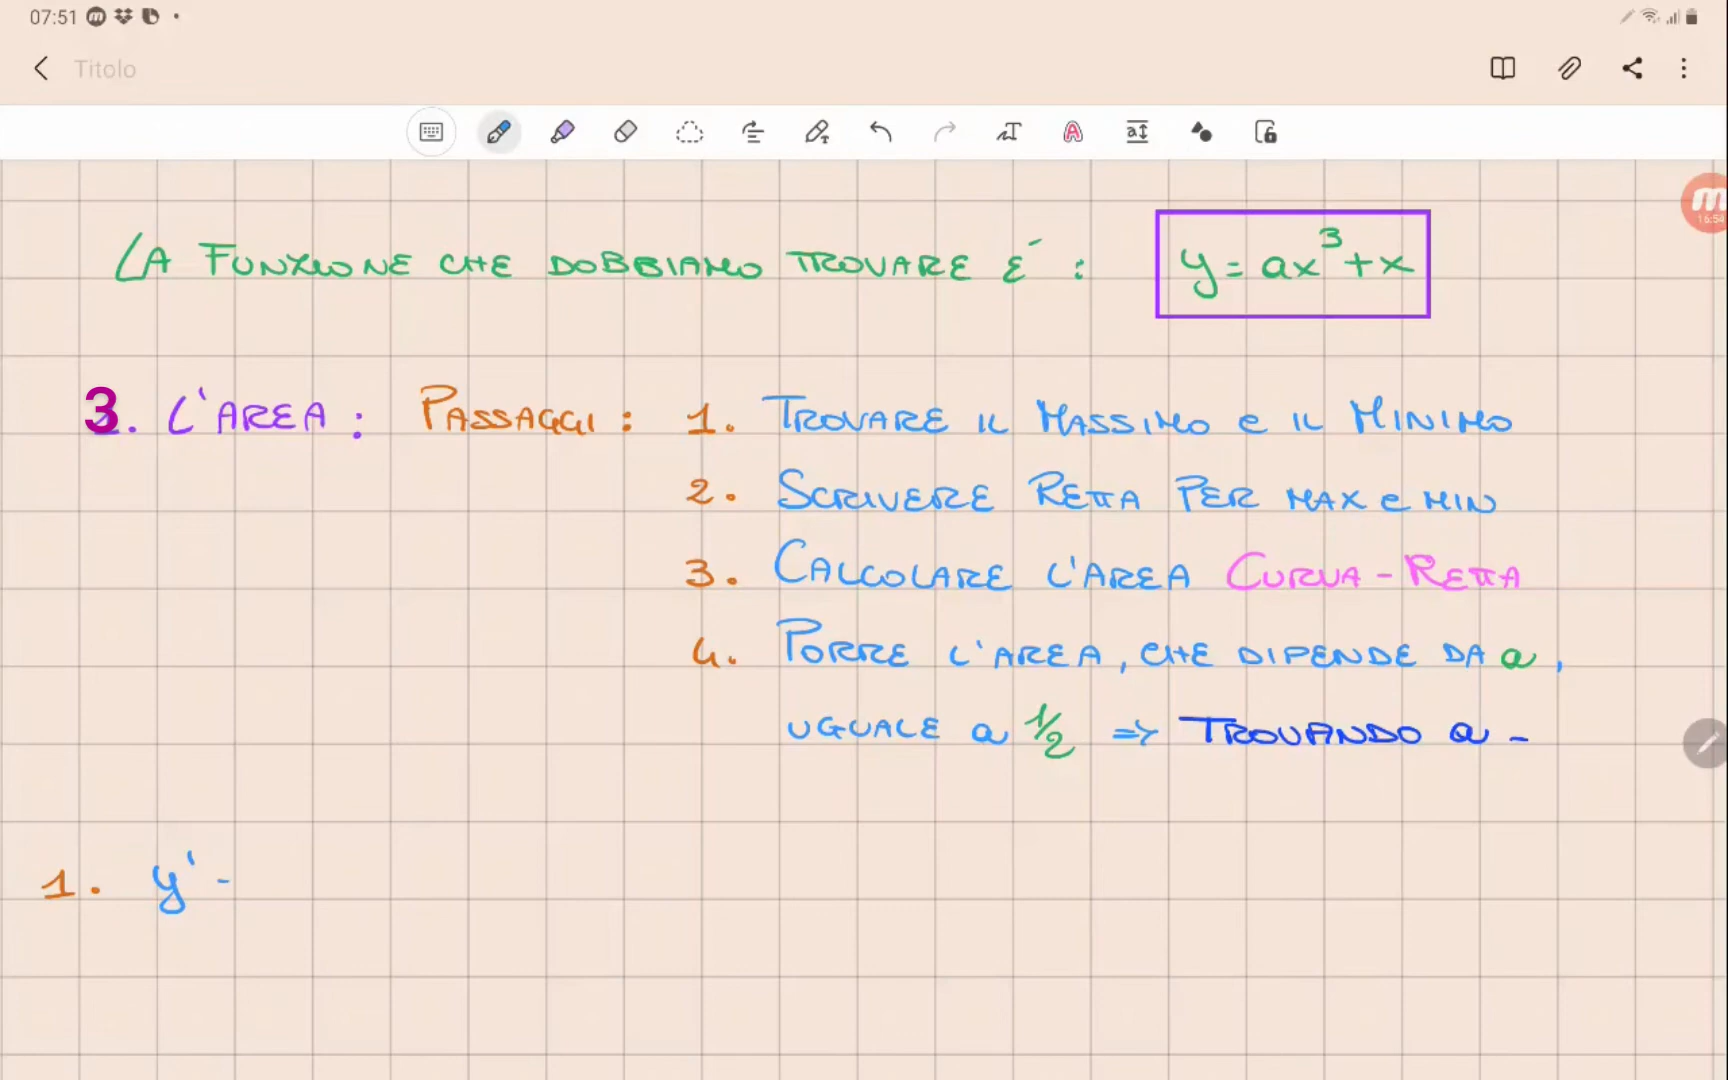 07:51
Titolo
16:54
LA FUNZIONE CHE DOBBIAMO TROVARE É : y = ax³ + x
3. L'AREA : PASSAGGI : 1. TROVARE IL MASSIMO e IL MINIMO
2. SCRIVERE RETTA PER MAX e MIN
3. CALCOLARE L'AREA CURVA - RETTA
4. PORRE L'AREA, CHE DIPENDE DA a,
UGUALE a 1/2 => TROVANDO a -
1. y' -